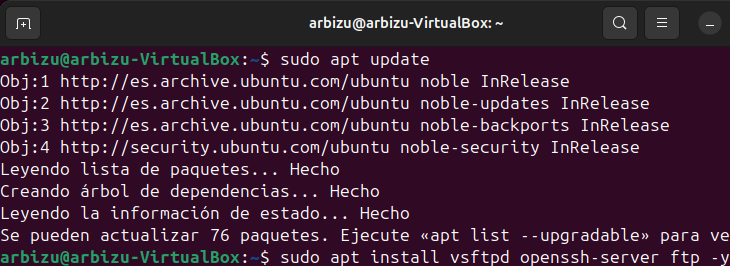 arbizu@arbizu-VirtualBox: ~
arbizu@arbizu-VirtualBox:~$ sudo apt update
Obj:1 http://es.archive.ubuntu.com/ubuntu noble InRelease
Obj:2 http://es.archive.ubuntu.com/ubuntu noble-updates InRelease
Obj:3 http://es.archive.ubuntu.com/ubuntu noble-backports InRelease
Obj:4 http://security.ubuntu.com/ubuntu noble-security InRelease
Leyendo lista de paquetes... Hecho
Creando árbol de dependencias... Hecho
Leyendo la información de estado... Hecho
Se pueden actualizar 76 paquetes. Ejecute «apt list --upgradable» para ve
arbizu@arbizu-VirtualBox:~$ sudo apt install vsftpd openssh-server ftp -y